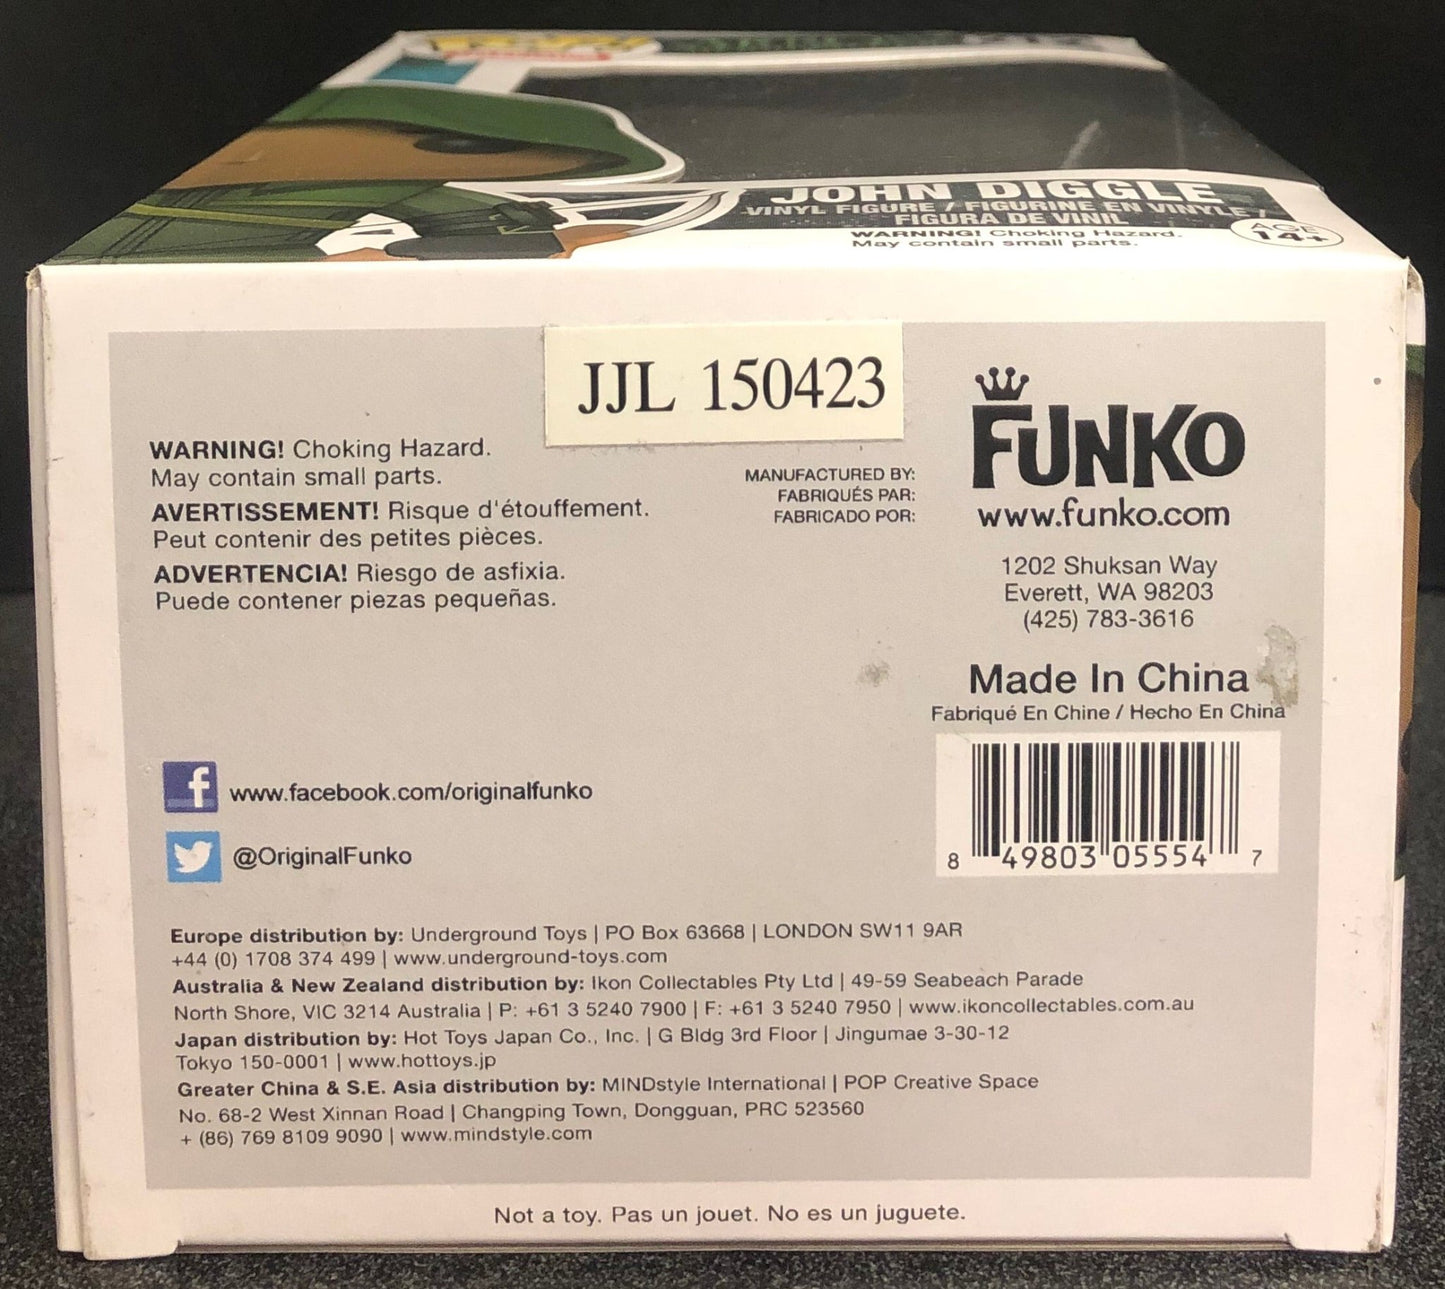 JOHN DIGGLE
VINYL FIGURE / FIGURINE EN VINYLE /
FIGURA DE VINIL
WARNING! Choking Hazard.
May contain small parts.
AGE
14+
JJL 150423
WARNING! Choking Hazard.
May contain small parts.
AVERTISSEMENT! Risque d'étouffement.
Peut contenir des petites pièces.
ADVERTENCIA! Riesgo de asfixia.
Puede contener piezas pequeñas.
MANUFACTURED BY:
FABRIQUÉS PAR:
FABRICADO POR:
FUNKO
www.funko.com
1202 Shuksan Way
Everett, WA 98203
(425) 783-3616
Made In China
Fabriqué En Chine / Hecho En China
8 49803 05554 7
www.facebook.com/originalfunko
@OriginalFunko
Europe distribution by: Underground Toys | PO Box 63668 | LONDON SW11 9AR
+44 (0) 1708 374 499 | www.underground-toys.com
Australia & New Zealand distribution by: Ikon Collectables Pty Ltd | 49-59 Seabeach Parade
North Shore, VIC 3214 Australia | P: +61 3 5240 7900 | F: +61 3 5240 7950 | www.ikoncollectables.com.au
Japan distribution by: Hot Toys Japan Co., Inc. | G Bldg 3rd Floor | Jingumae 3-30-12
Tokyo 150-0001 | www.hottoys.jp
Greater China & S.E. Asia distribution by: MINDstyle International | POP Creative Space
No. 68-2 West Xinnan Road | Changping Town, Dongguan, PRC 523560
+ (86) 769 8109 9090 | www.mindstyle.com
Not a toy. Pas un jouet. No es un juguete.